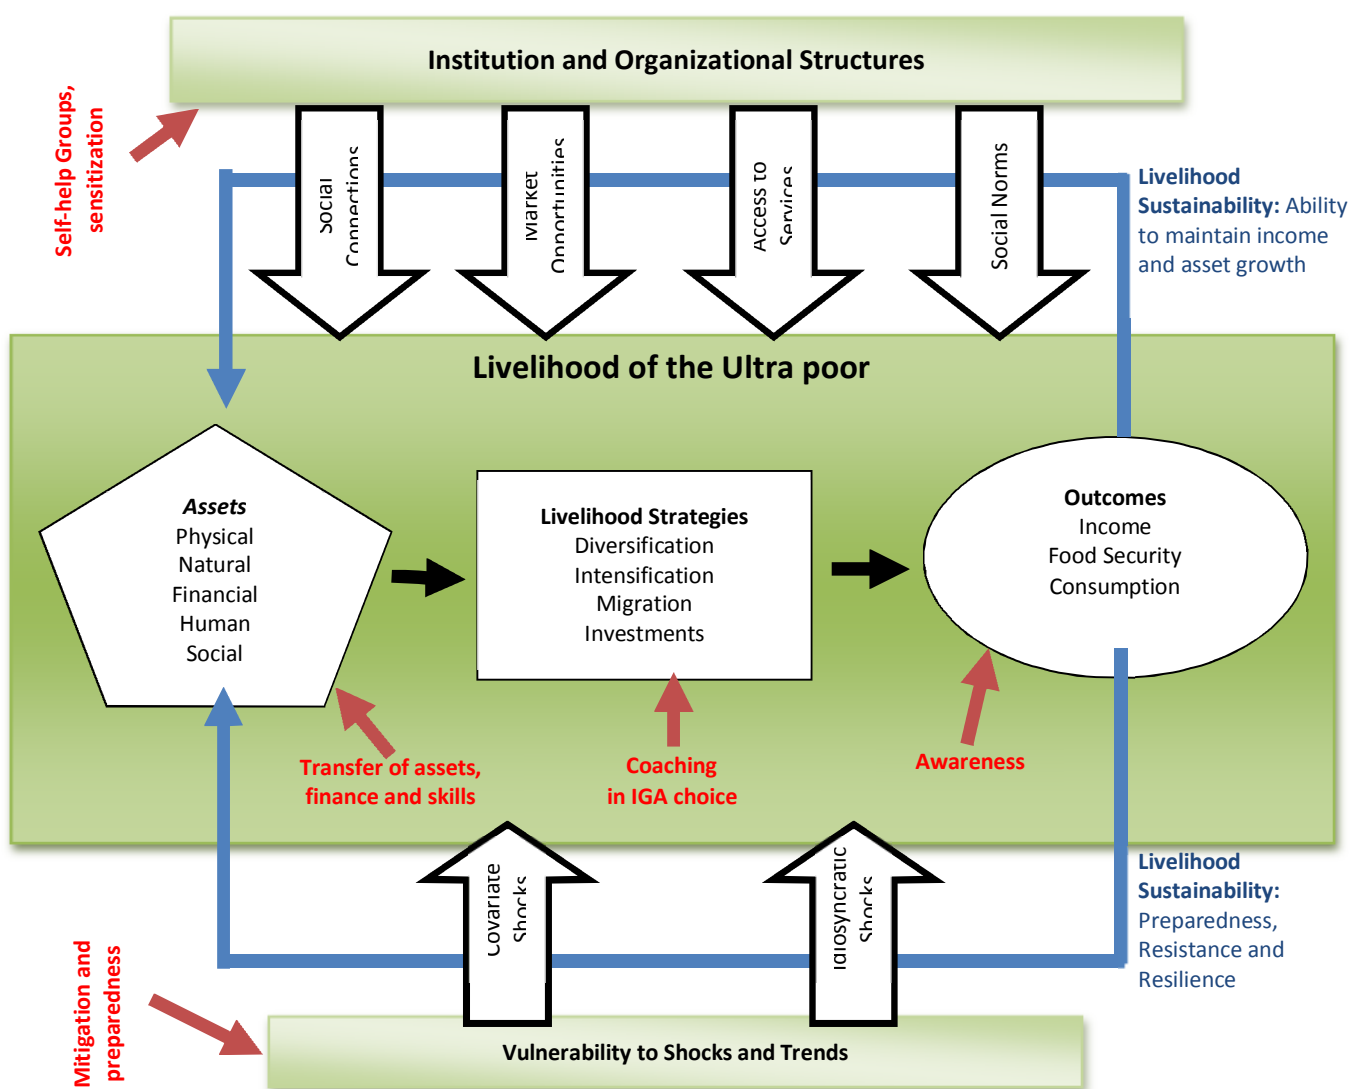 Institution and Organizational Structures
Self-help Groups,
sensitization
Social
Connections
Market
Opportunities
Access to
Services
Social Norms
Livelihood
Sustainability: Ability
to maintain income
and asset growth
Livelihood of the Ultra poor
Assets
Physical
Natural
Financial
Human
Social
Livelihood Strategies
Diversification
Intensification
Migration
Investments
Outcomes
Income
Food Security
Consumption
Transfer of assets,
finance and skills
Coaching
in IGA choice
Awareness
Covariate
Shocks
Idiosyncratic
Shocks
Livelihood
Sustainability:
Preparedness,
Resistance and
Resilience
Mitigation and
preparedness
Vulnerability to Shocks and Trends